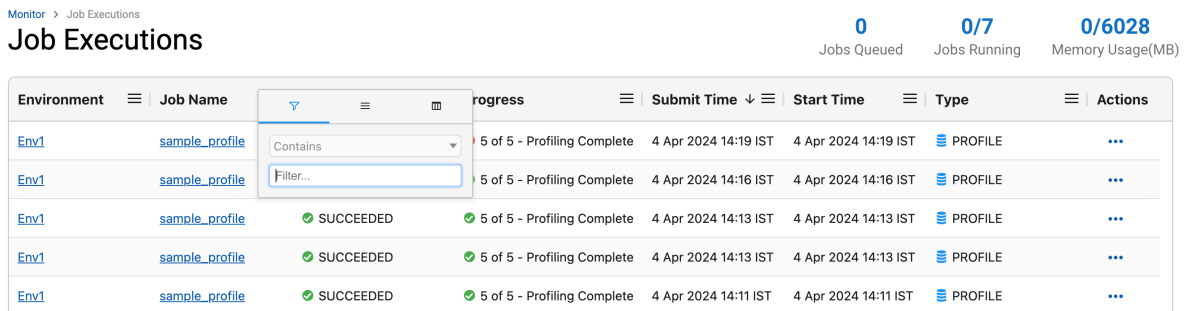 Monitor > Job Executions
Job Executions
0 0/7 0/6028
Jobs Queued Jobs Running Memory Usage(MB)
Environment Job Name rogress Submit Time Start Time Type Actions
Env1 sample_profile 5 of 5 - Profiling Complete 4 Apr 2024 14:19 IST 4 Apr 2024 14:19 IST PROFILE
Contains
Env1 sample_profile 5 of 5 - Profiling Complete 4 Apr 2024 14:16 IST 4 Apr 2024 14:16 IST PROFILE
Filter...
Env1 sample_profile SUCCEEDED 5 of 5 - Profiling Complete 4 Apr 2024 14:13 IST 4 Apr 2024 14:13 IST PROFILE
Env1 sample_profile SUCCEEDED 5 of 5 - Profiling Complete 4 Apr 2024 14:13 IST 4 Apr 2024 14:13 IST PROFILE
Env1 sample_profile SUCCEEDED 5 of 5 - Profiling Complete 4 Apr 2024 14:11 IST 4 Apr 2024 14:11 IST PROFILE